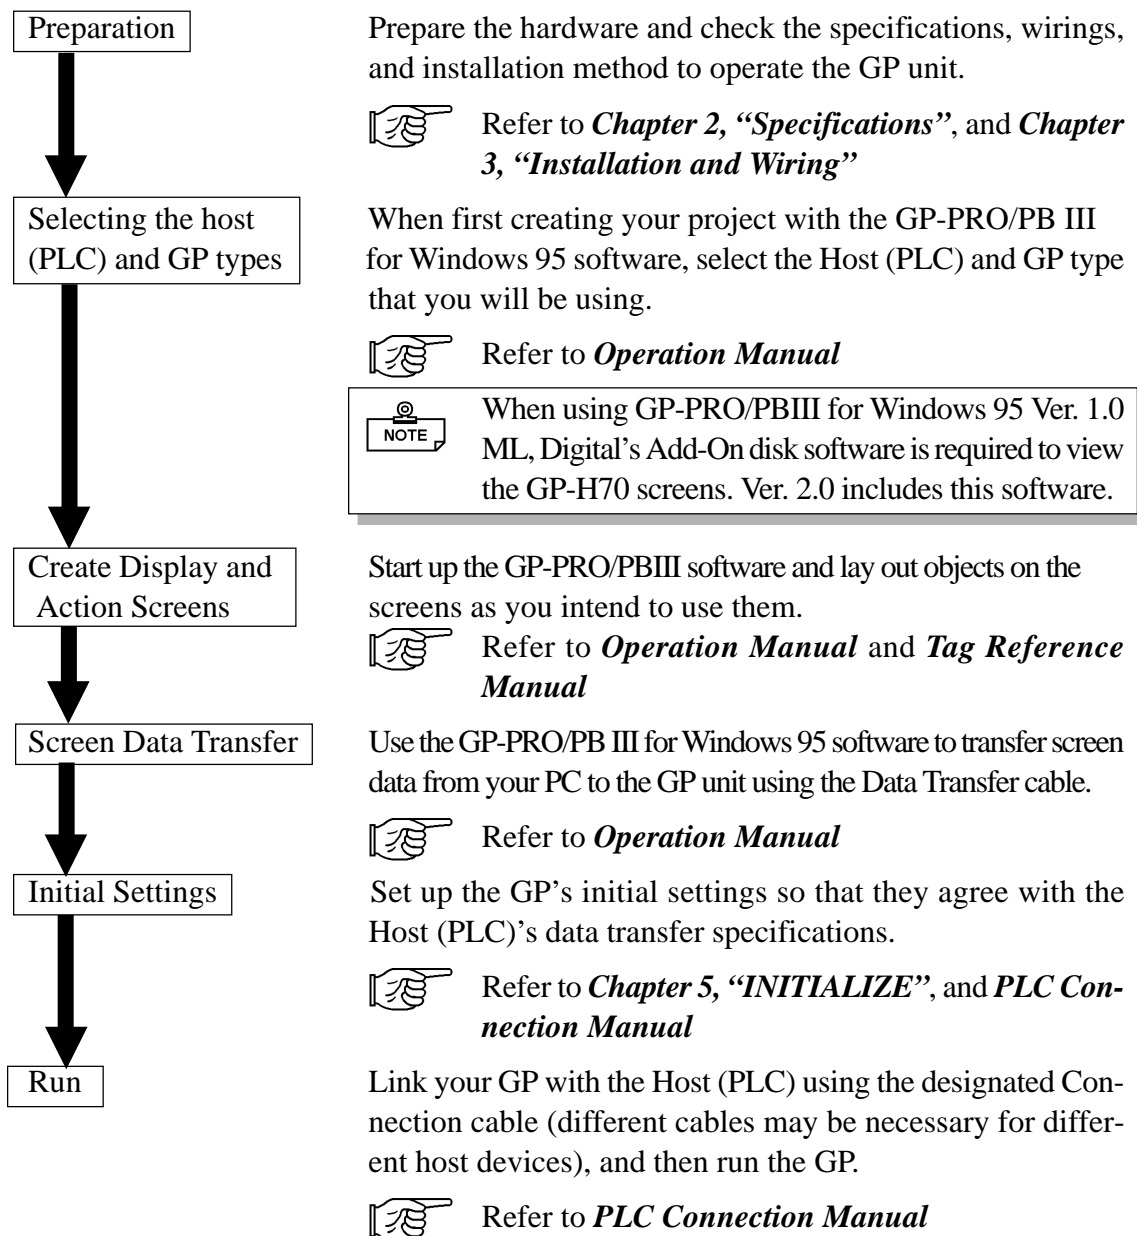 Preparation
Prepare the hardware and check the specifications, wirings,
and installation method to operate the GP unit.
Refer to Chapter 2, “Specifications”, and Chapter
3, “Installation and Wiring”
Selecting the host
(PLC) and GP types
When first creating your project with the GP-PRO/PB III
for Windows 95 software, select the Host (PLC) and GP type
that you will be using.
Refer to Operation Manual
NOTE
When using GP-PRO/PBIII for Windows 95 Ver. 1.0
ML, Digital’s Add-On disk software is required to view
the GP-H70 screens. Ver. 2.0 includes this software.
Create Display and
Action Screens
Start up the GP-PRO/PBIII software and lay out objects on the
screens as you intend to use them.
Refer to Operation Manual and Tag Reference
Manual
Screen Data Transfer
Use the GP-PRO/PB III for Windows 95 software to transfer screen
data from your PC to the GP unit using the Data Transfer cable.
Refer to Operation Manual
Initial Settings
Set up the GP’s initial settings so that they agree with the
Host (PLC)’s data transfer specifications.
Refer to Chapter 5, “INITIALIZE”, and PLC Con-
nection Manual
Run
Link your GP with the Host (PLC) using the designated Con-
nection cable (different cables may be necessary for differ-
ent host devices), and then run the GP.
Refer to PLC Connection Manual